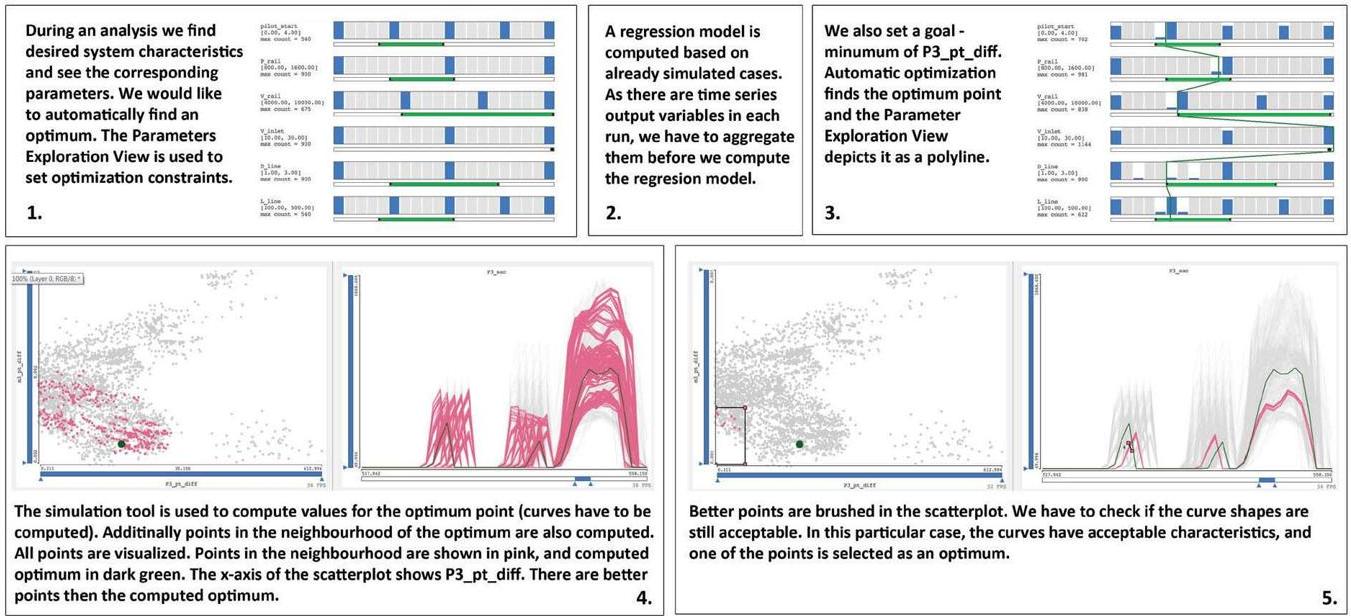 During an analysis we find
desired system characteristics
and see the corresponding
parameters. We would like
to automatically find an
optimum. The Parameters
Exploration View is used to
set optimization constraints.
1.
pilot_start
[0.00, 4.00]
max count = 540
P_rail
[800.00, 1600.00]
max count = 900
V_rail
[4000.00, 10000.00]
max count = 675
V_inlet
[10.00, 30.00]
max count = 900
D_line
[1.00, 3.00]
max count = 900
L_line
[100.00, 500.00]
max count = 540
A regression model is
computed based on
already simulated cases.
As there are time series
output variables in each
run, we have to aggregate
them before we compute
the regresion model.
2.
We also set a goal -
minumum of P3_pt_diff.
Automatic optimization
finds the optimum point
and the Parameter
Exploration View
depicts it as a polyline.
3.
pilot_start
[0.00, 4.00]
max count = 702
P_rail
[800.00, 1600.00]
max count = 981
V_rail
[4000.00, 10000.00]
max count = 838
V_inlet
[10.00, 30.00]
max count = 1144
D_line
[1.00, 3.00]
max count = 900
L_line
[100.00, 500.00]
max count = 622
100% (Layer 0, RGB/8) *
m3_pt_diff
P3_pt_diff
P3_sac
517.942
558.150
The simulation tool is used to compute values for the optimum point (curves have to be
computed). Additinally points in the neighbourhood of the optimum are also computed.
All points are visualized. Points in the neighbourhood are shown in pink, and computed
optimum in dark green. The x-axis of the scatterplot shows P3_pt_diff. There are better
points then the computed optimum.
4.
m3_pt_diff
P3_pt_diff
P3_sac
517.942
558.150
Better points are brushed in the scatterplot. We have to check if the curve shapes are
still acceptable. In this particular case, the curves have acceptable characteristics, and
one of the points is selected as an optimum.
5.